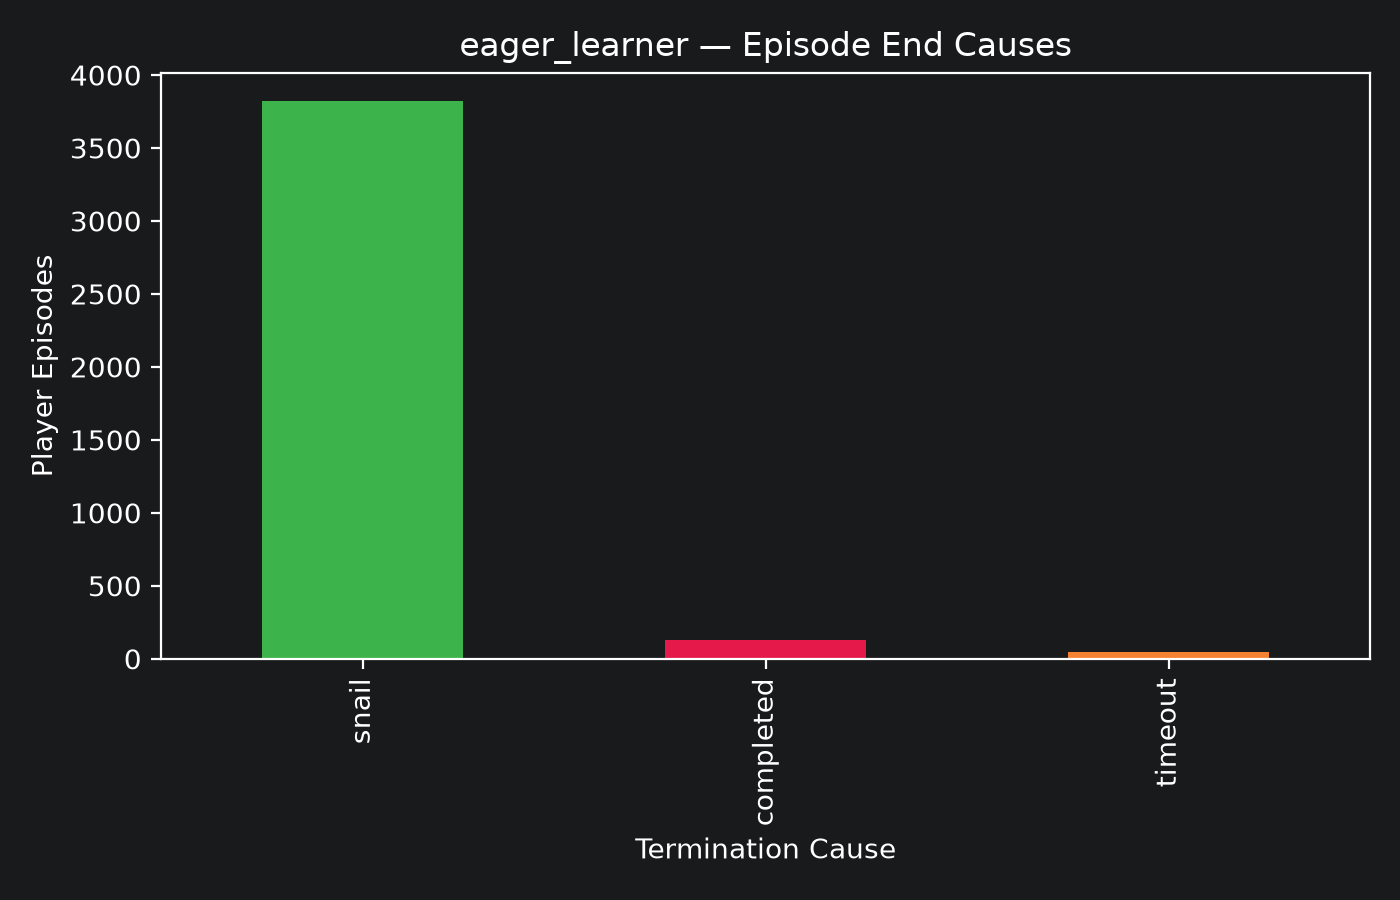 eager_learner — Episode End Causes
4000
3500
3000
2500
2000
1500
1000
500
0
Player Episodes
snail
completed
timeout
Termination Cause